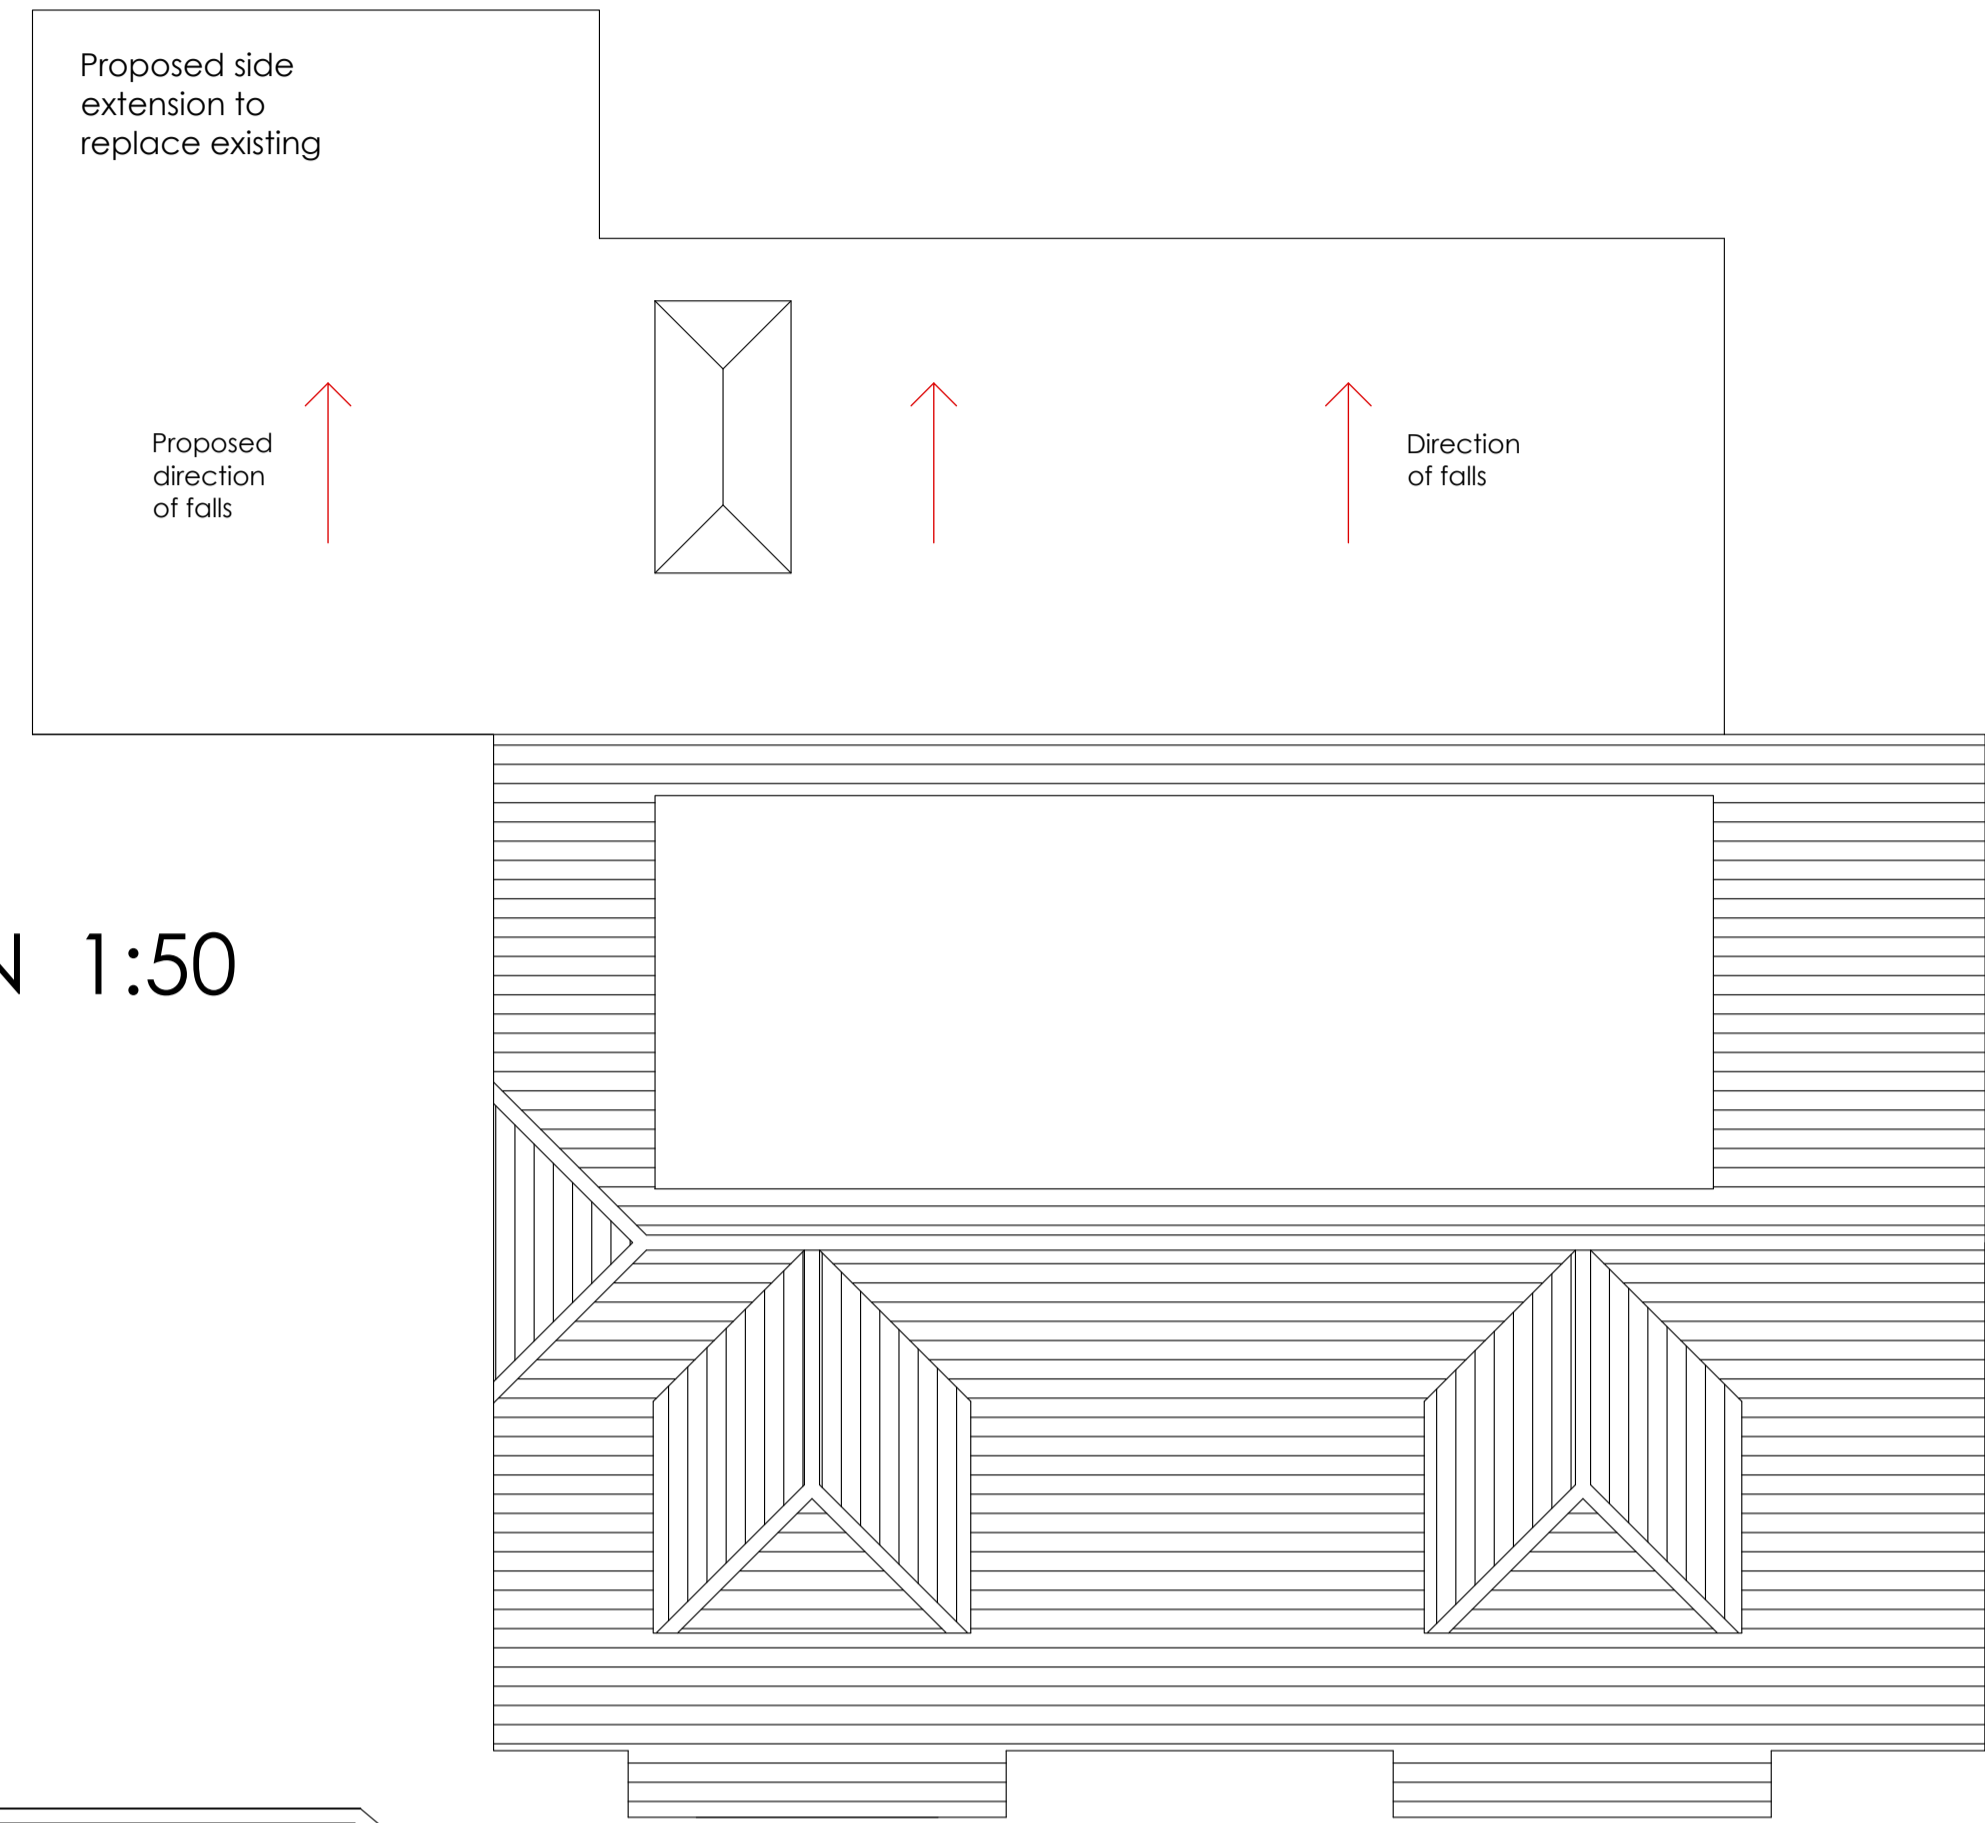 Proposed side
extension to
replace existing
Proposed
direction
of falls
Direction
of falls
N 1:50